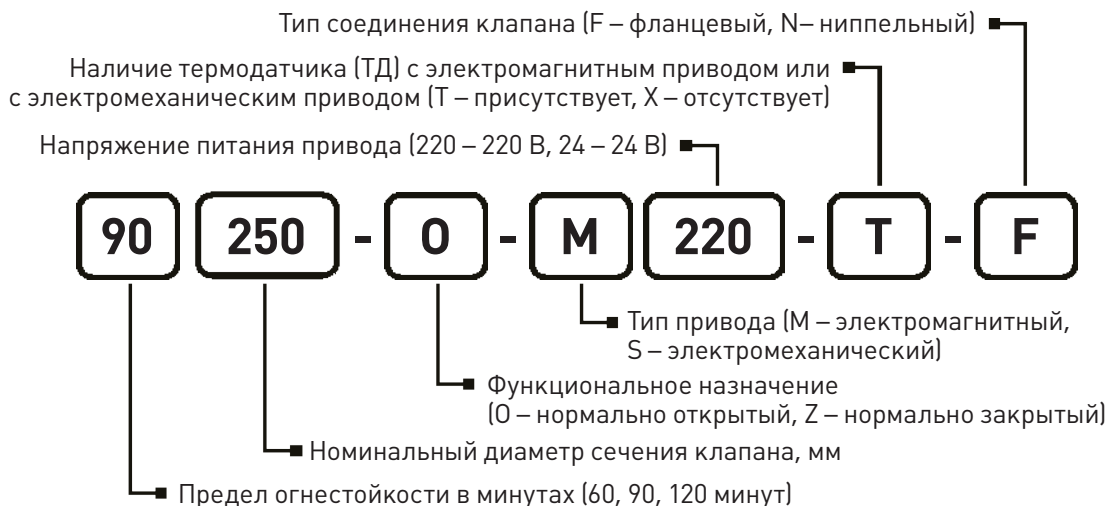 Тип соединения клапана (F – фланцевый, N– ниппельный)
Наличие термодатчика (ТД) с электромагнитным приводом или
с электромеханическим приводом (Т – присутствует, Х – отсутствует)
Напряжение питания привода (220 – 220 В, 24 – 24 В)
90 250 - O - M 220 - T - F
Тип привода (M – электромагнитный,
S – электромеханический)
Функциональное назначение
(O – нормально открытый, Z – нормально закрытый)
Номинальный диаметр сечения клапана, мм
Предел огнестойкости в минутах (60, 90, 120 минут)